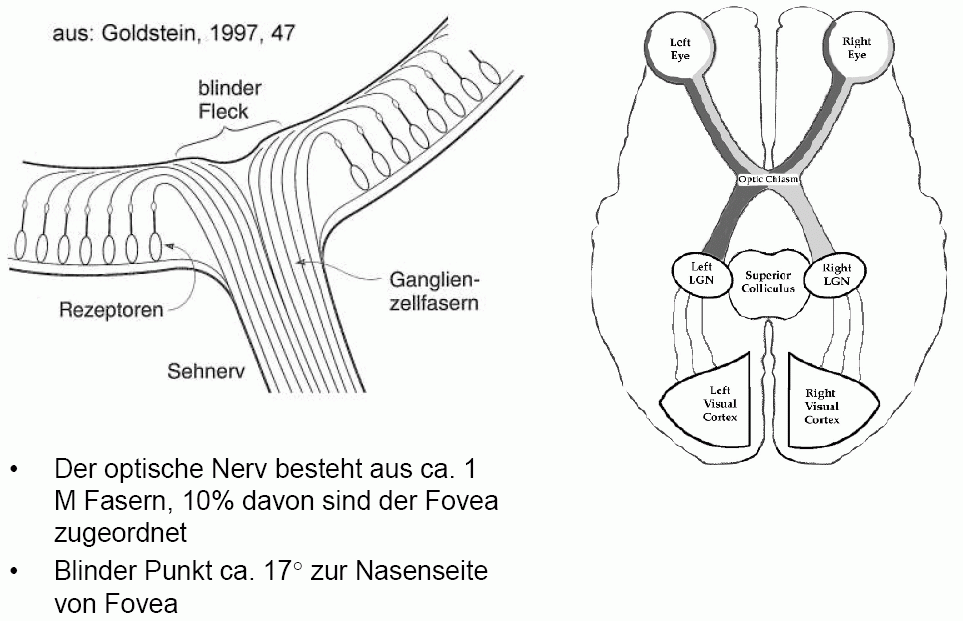 aus: Goldstein, 1997, 47
blinder
Fleck
Rezeptoren
Ganglien-
zellfasern
Sehnerv
Left
Eye
Right
Eye
Optic Chiasm
Left
LGN
Superior
Colliculus
Right
LGN
Left
Visual
Cortex
Right
Visual
Cortex
• Der optische Nerv besteht aus ca. 1
M Fasern, 10% davon sind der Fovea
zugeordnet
• Blinder Punkt ca. 17° zur Nasenseite
von Fovea